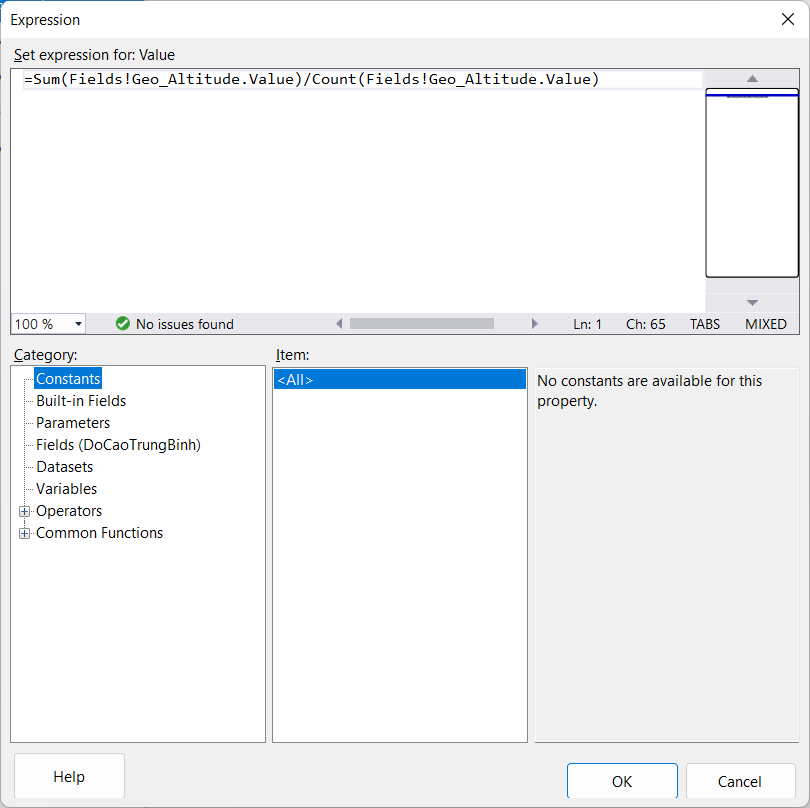 Expression
Set expression for: Value
=Sum(Fields!Geo_Altitude.Value)/Count(Fields!Geo_Altitude.Value)
100 %
No issues found
Ln: 1
Ch: 65
TABS
MIXED
Category:
Constants
Built-in Fields
Parameters
Fields (DoCaoTrungBinh)
Datasets
Variables
Operators
Common Functions
Item:
<All>
No constants are available for this
property.
Help
OK
Cancel